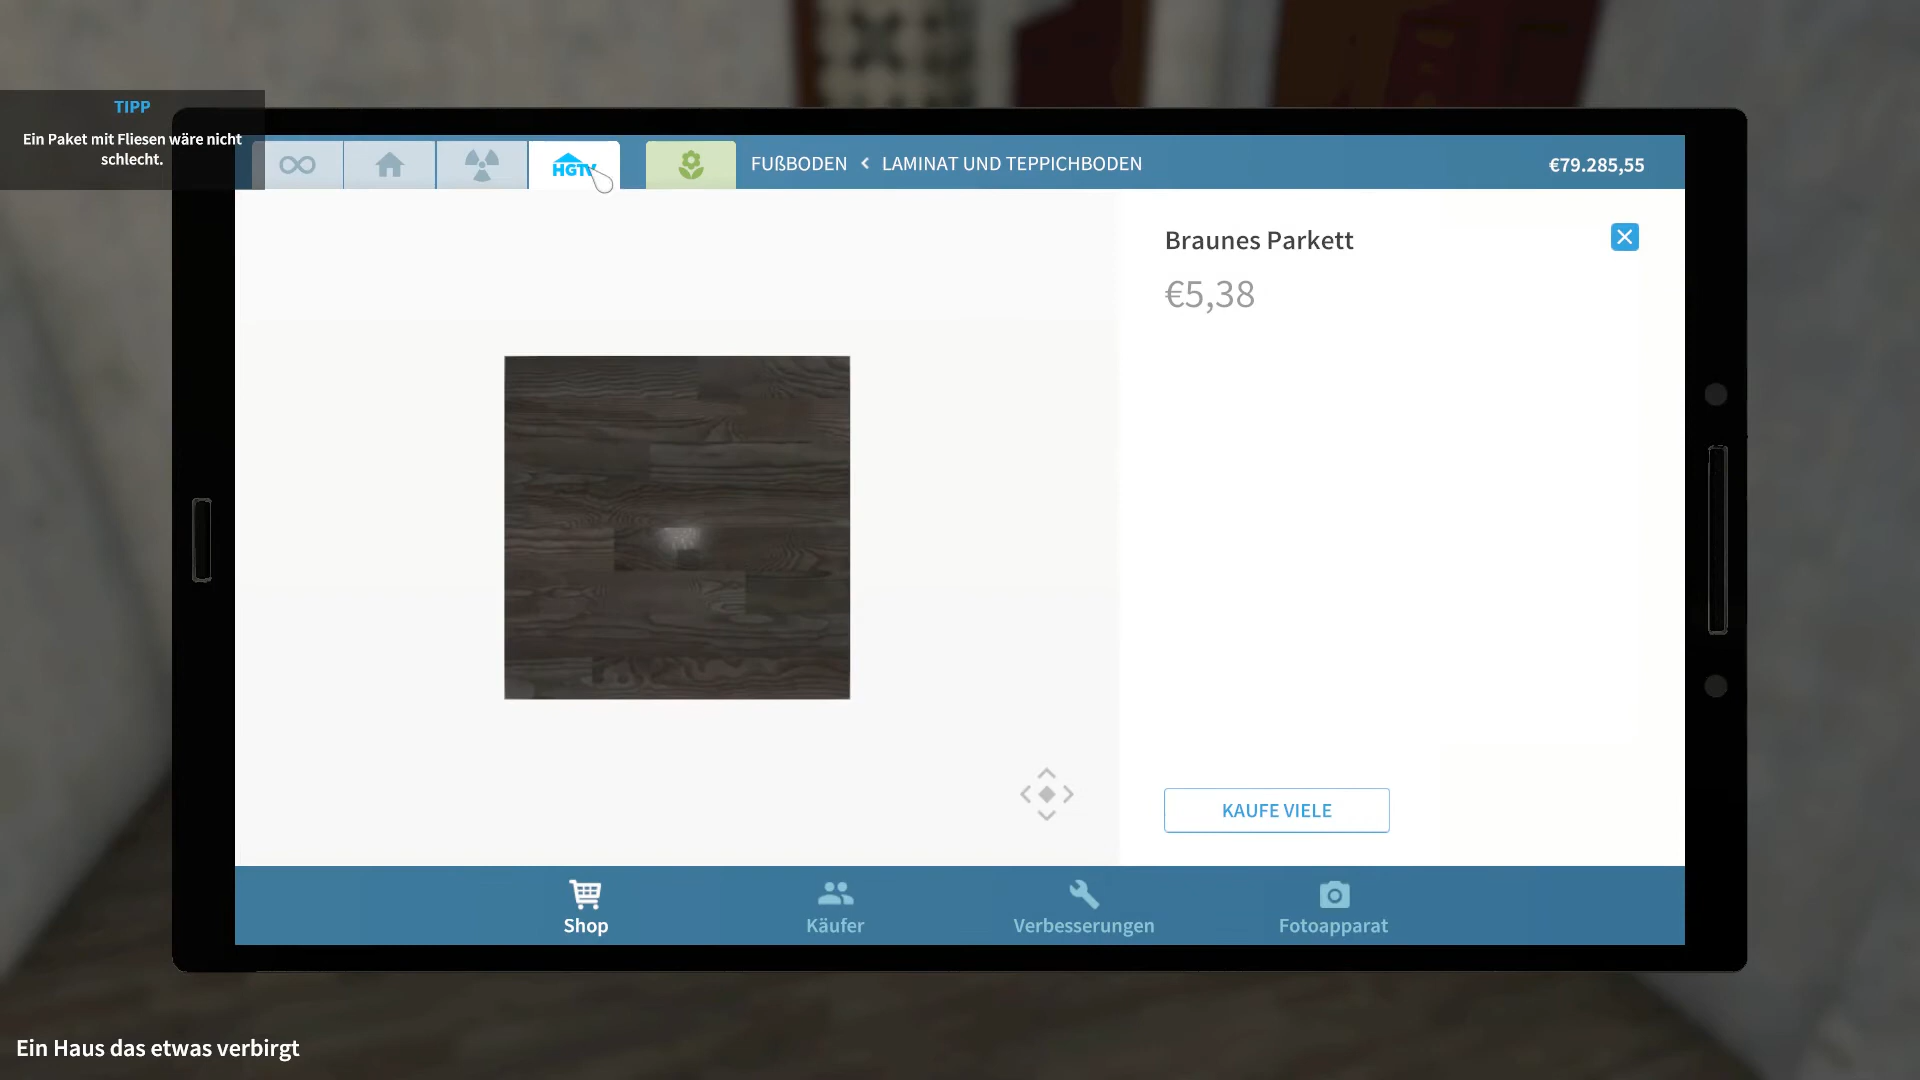 TIPP
Ein Paket mit Fliesen wäre nicht
schlecht.
HGTV
FUßBODEN < LAMINAT UND TEPPICHBODEN
€79.285,55
Braunes Parkett
€5,38
KAUFE VIELE
Shop
Käufer
Verbesserungen
Fotoapparat
Ein Haus das etwas verbirgt